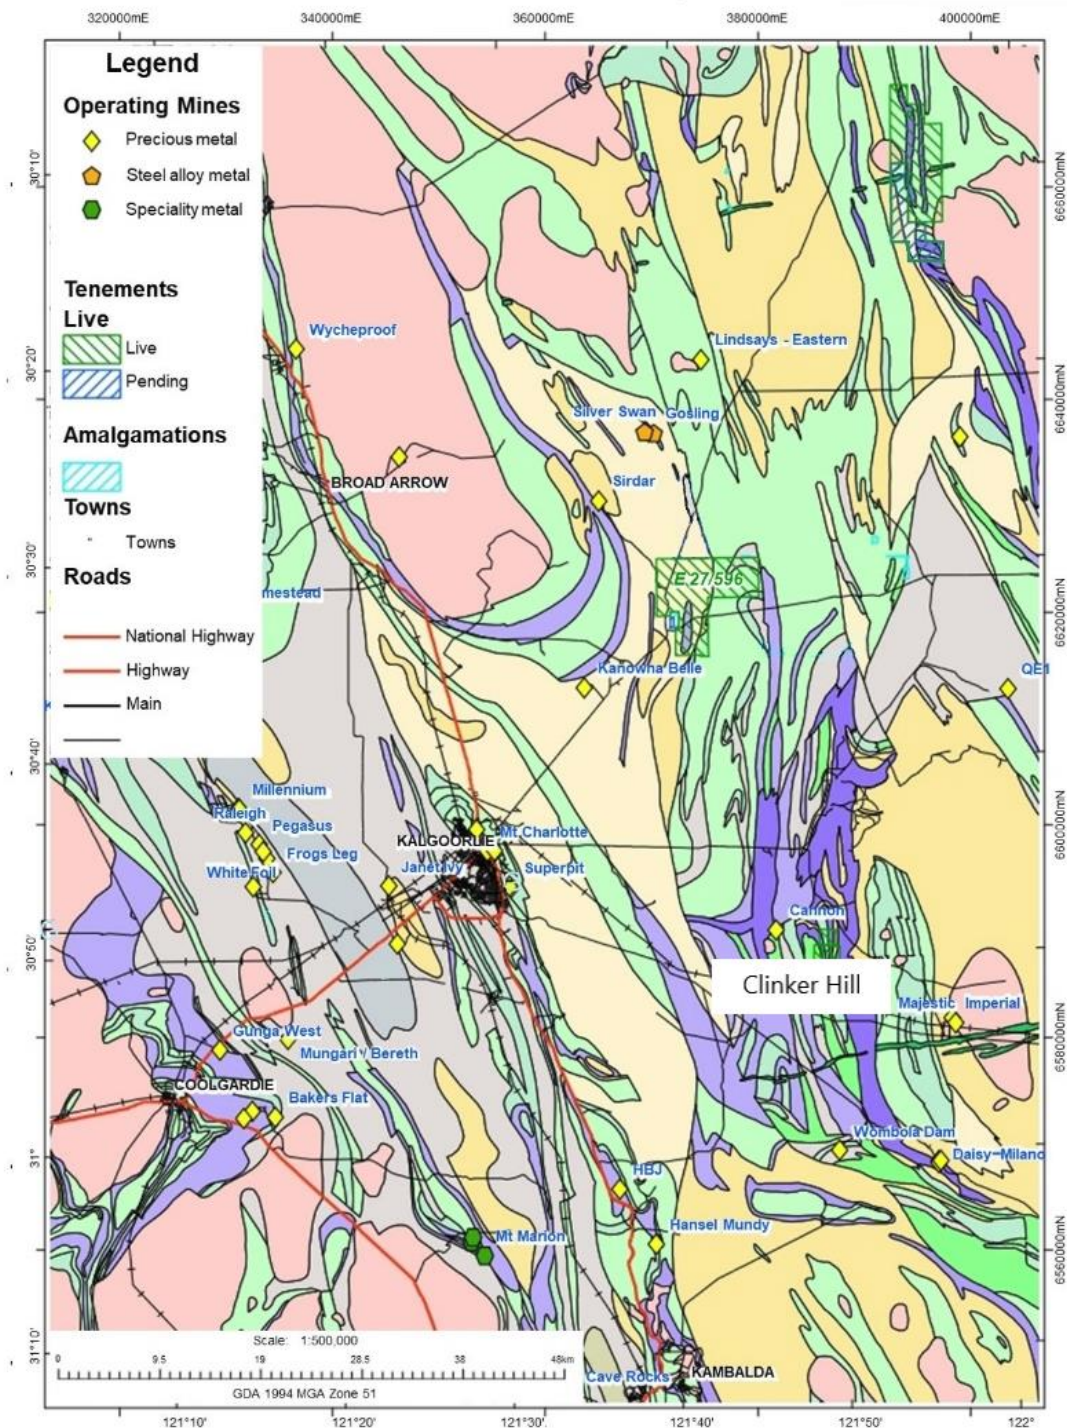 320000mE 340000mE 360000mE 380000mE 400000mE
Legend
Operating Mines
Precious metal
Steel alloy metal
Speciality metal
Tenements
Live
Live
Pending
Amalgamations
Towns
Towns
Roads
National Highway
Highway
Main
30°10'
30°20'
30°30'
30°40'
30°50'
31°
31°10'
6660000mN
6640000mN
6620000mN
6600000mN
6580000mN
6560000mN
Wycheproof
Lindsays - Eastern
Silver Swan Gosling
BROAD ARROW
Sirdar
E 27/596
mestead
Kanowha Belle
QE1
Millennium
Raleigh
Pegasus
Frogs Leg
White Foil
KALGOORLIE
Mt Charlotte
Janet Ivy
Superpit
Cannon
Clinker Hill
Majestic Imperial
Gunga West
Mungari / Bereth
COOLGARDIE
Bakers Flat
Wombola Dam
Daisy-Milano
HBJ
Hansel Mundy
Mt Marion
Scale: 1:500,000
0 9.5 19 28.5 38 48km
GDA 1994 MGA Zone 51
Cave Rocks
KAMBALDA
121°10' 121°20' 121°30' 121°40' 121°50' 122°